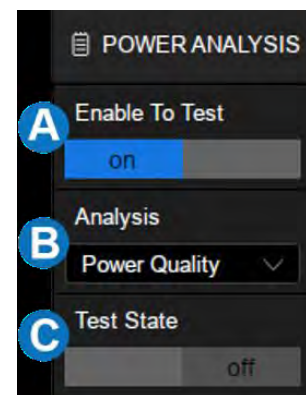 POWER ANALYSIS
A
Enable To Test
on
B
Analysis
Power Quality
C
Test State
off